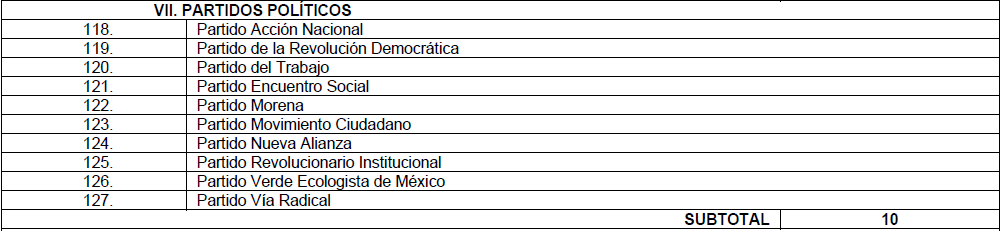 VII. PARTIDOS POLÍTICOS
118. Partido Acción Nacional
119. Partido de la Revolución Democrática
120. Partido del Trabajo
121. Partido Encuentro Social
122. Partido Morena
123. Partido Movimiento Ciudadano
124. Partido Nueva Alianza
125. Partido Revolucionario Institucional
126. Partido Verde Ecologista de México
127. Partido Vía Radical
SUBTOTAL 10